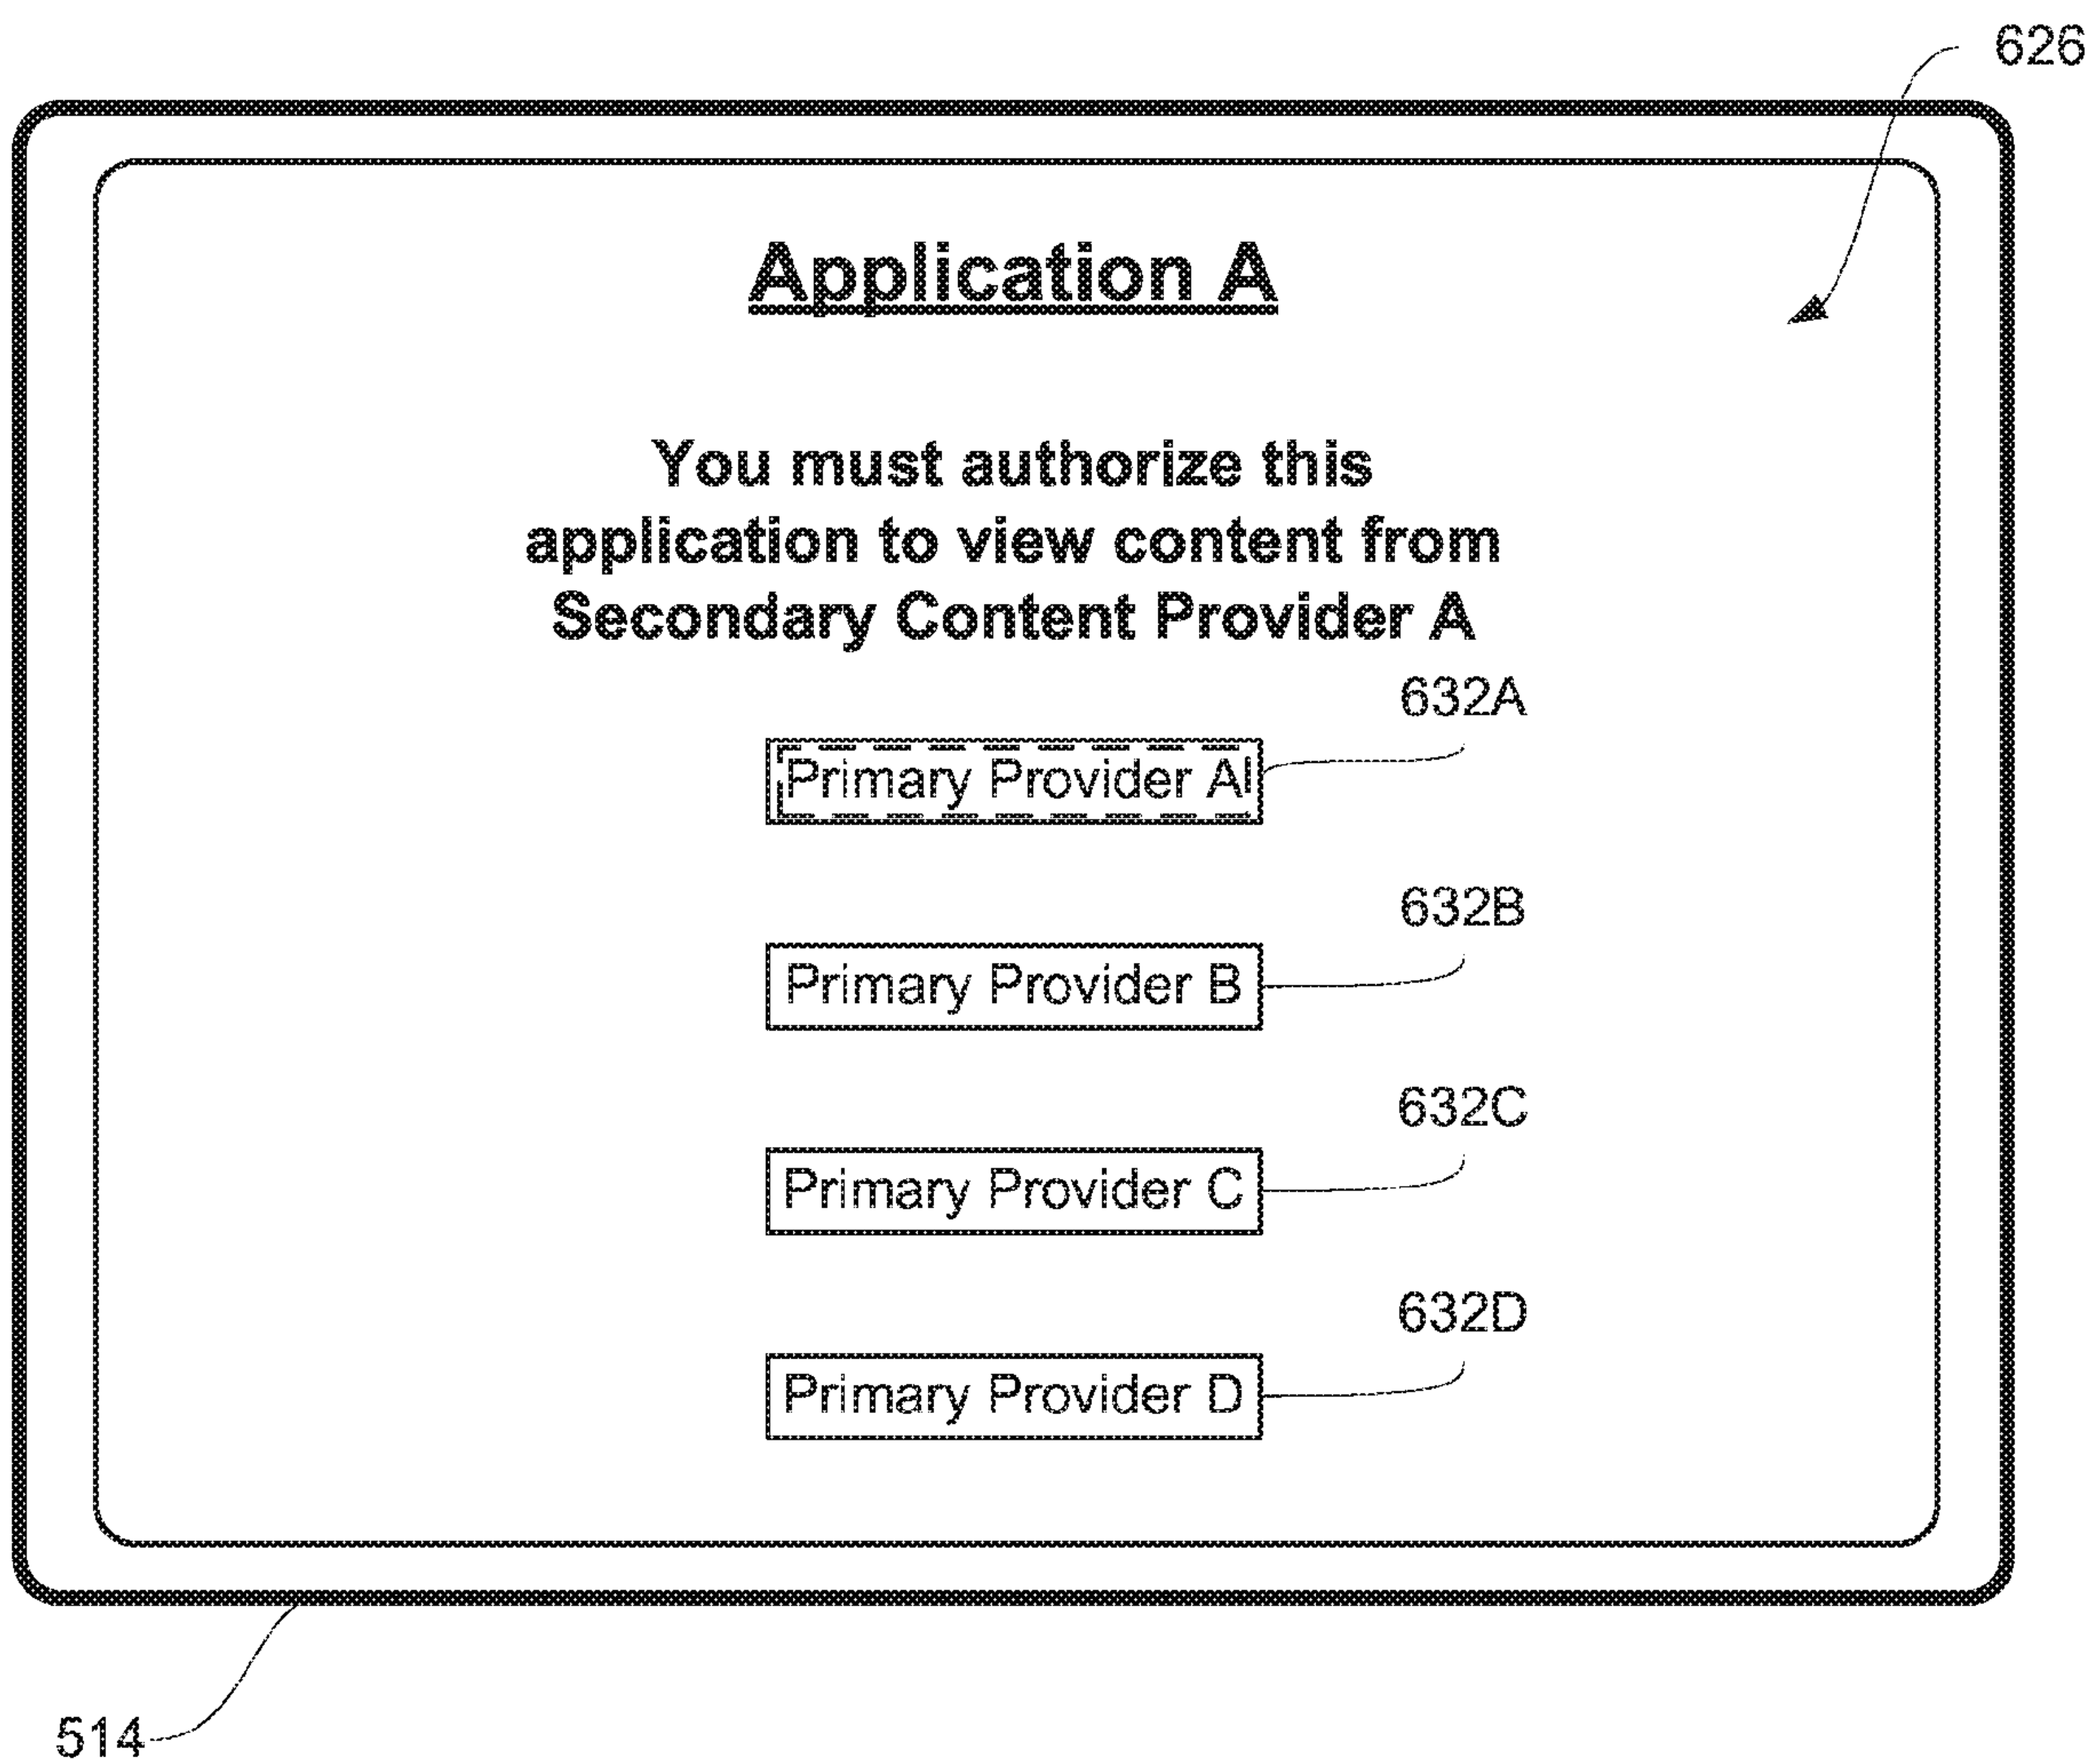 626
Application A
You must authorize this
application to view content from
Secondary Content Provider A
632A
Primary Provider A
632B
Primary Provider B
632C
Primary Provider C
632D
Primary Provider D
514